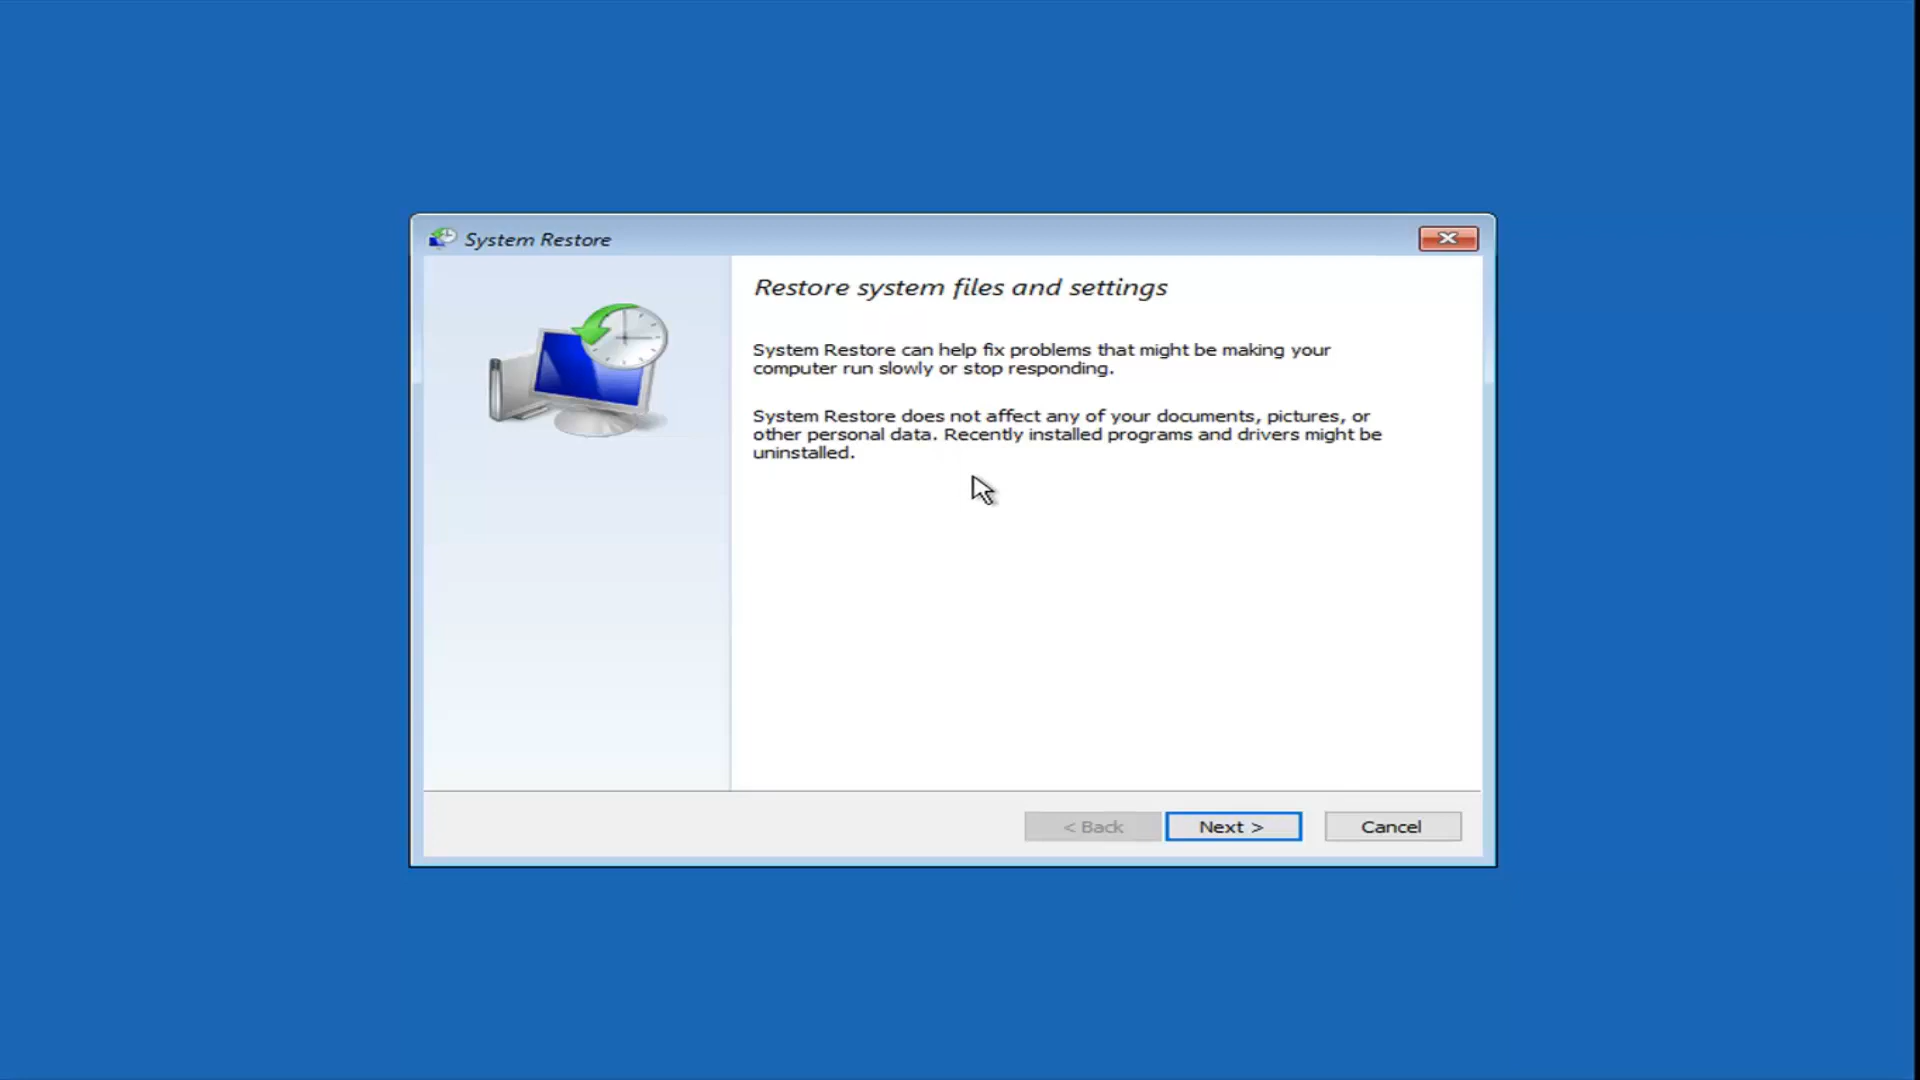 System Restore
Restore system files and settings
System Restore can help fix problems that might be making your
computer run slowly or stop responding.
System Restore does not affect any of your documents, pictures, or
other personal data. Recently installed programs and drivers might be
uninstalled.
< Back
Next >
Cancel